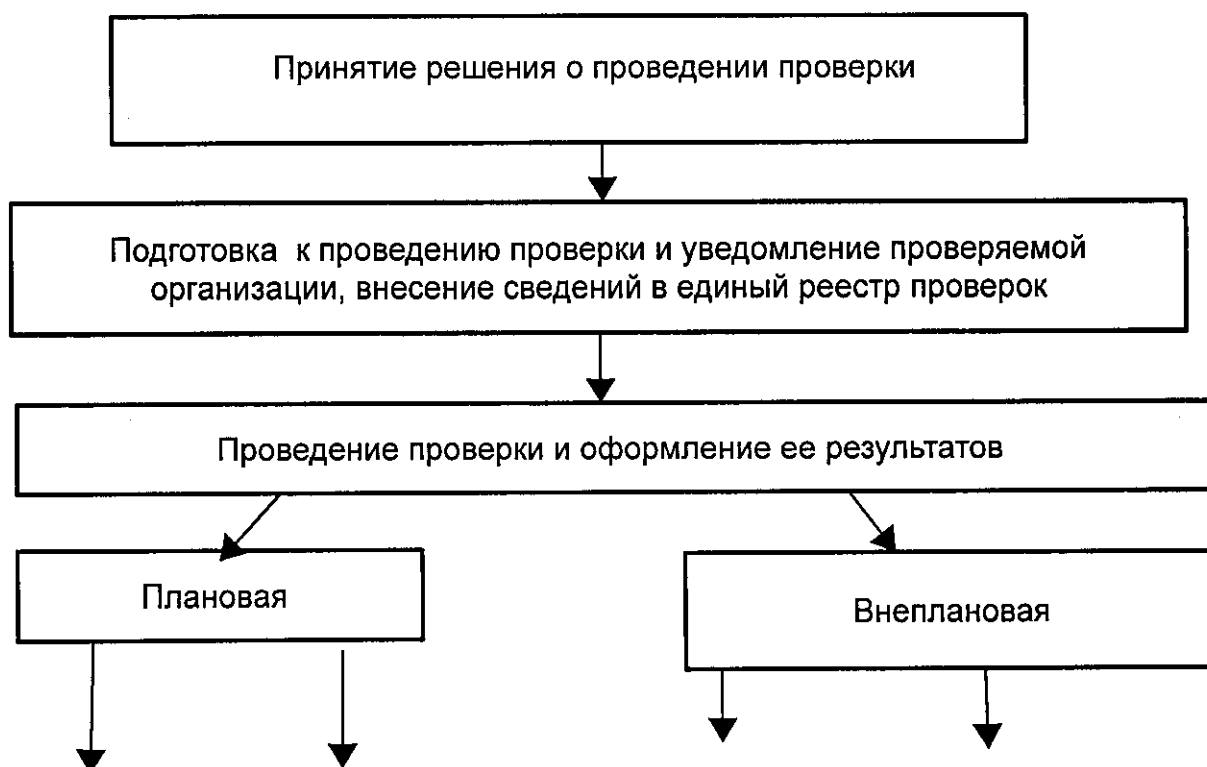 Принятие решения о проведении проверки
Подготовка к проведению проверки и уведомление проверяемой
организации, внесение сведений в единый реестр проверок
Проведение проверки и оформление ее результатов
Плановая
Внеплановая